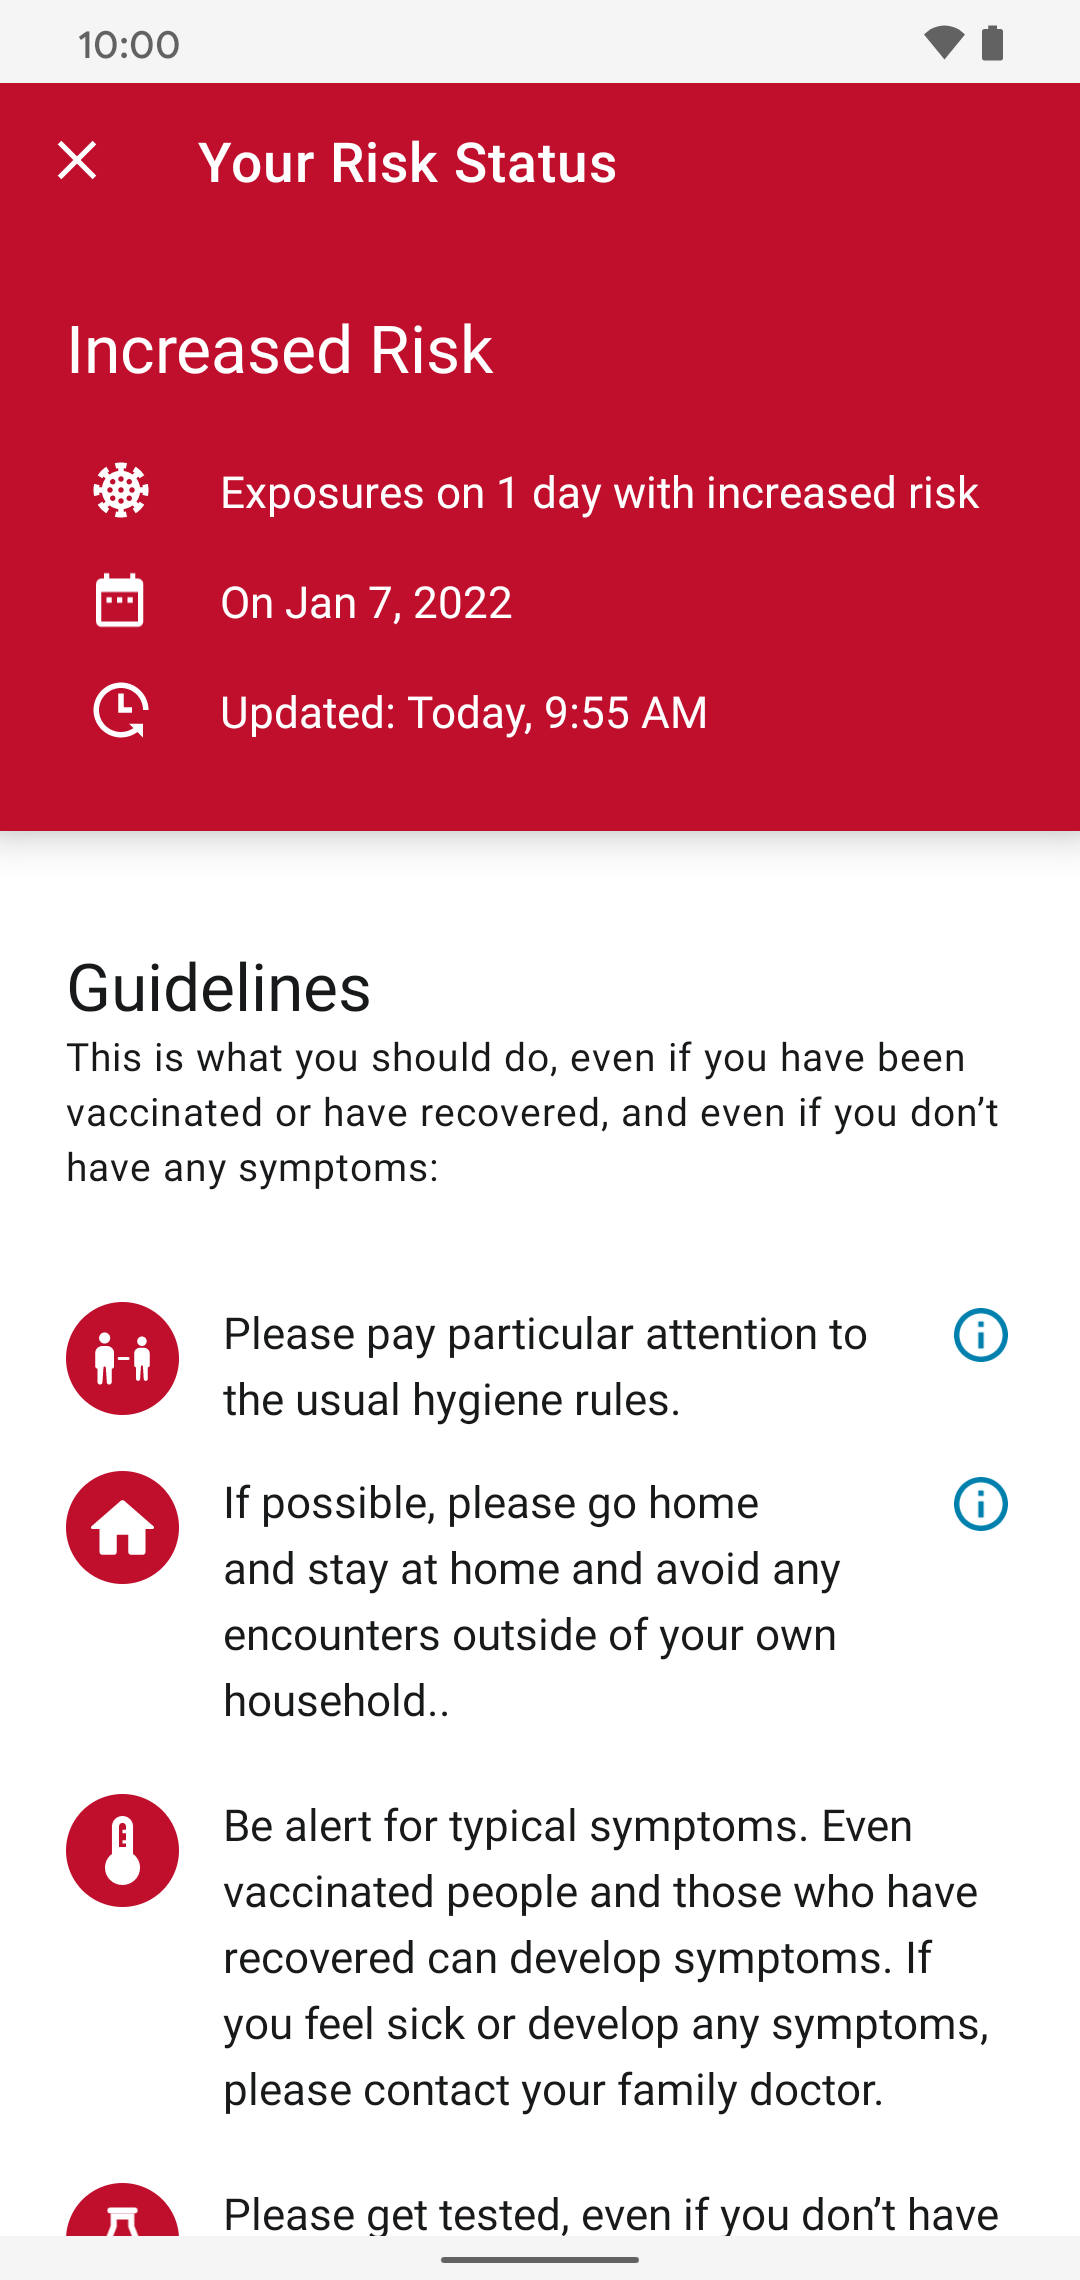 10:00
Your Risk Status
Increased Risk
Exposures on 1 day with increased risk
On Jan 7, 2022
Updated: Today, 9:55 AM
Guidelines
This is what you should do, even if you have been
vaccinated or have recovered, and even if you don’t
have any symptoms:
Please pay particular attention to
the usual hygiene rules.
If possible, please go home
and stay at home and avoid any
encounters outside of your own
household..
Be alert for typical symptoms. Even
vaccinated people and those who have
recovered can develop symptoms. If
you feel sick or develop any symptoms,
please contact your family doctor.
Please get tested, even if you don’t have